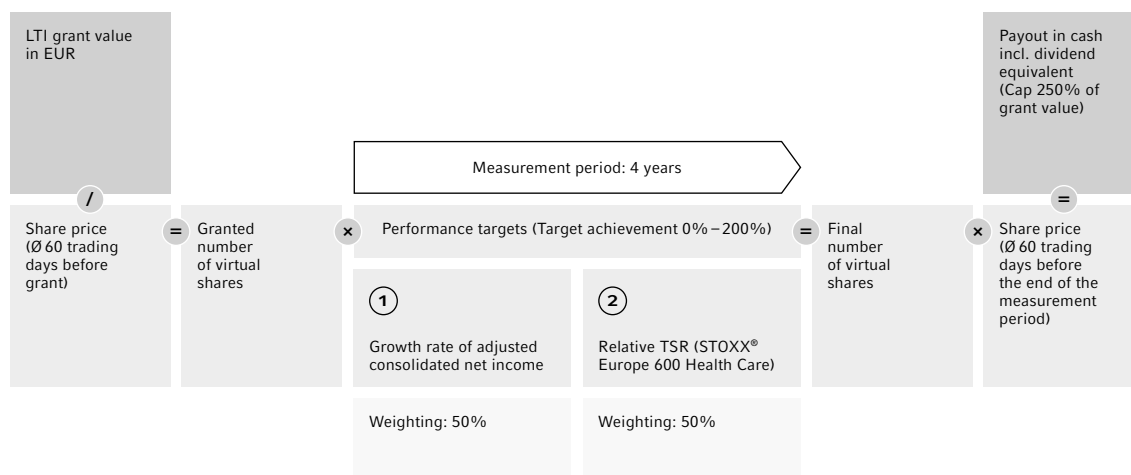 LTI grant value
in EUR
Payout in cash
incl. dividend
equivalent
(Cap 250% of
grant value)
Measurement period: 4 years
/
=
Share price
(Ø 60 trading
days before
grant)
=
Granted
number
of virtual
shares
×
Performance targets (Target achievement 0% – 200%)
=
Final
number
of virtual
shares
×
Share price
(Ø 60 trading
days before
the end of the
measurement
period)
1
Growth rate of adjusted
consolidated net income
2
Relative TSR (STOXX®
Europe 600 Health Care)
Weighting: 50%
Weighting: 50%